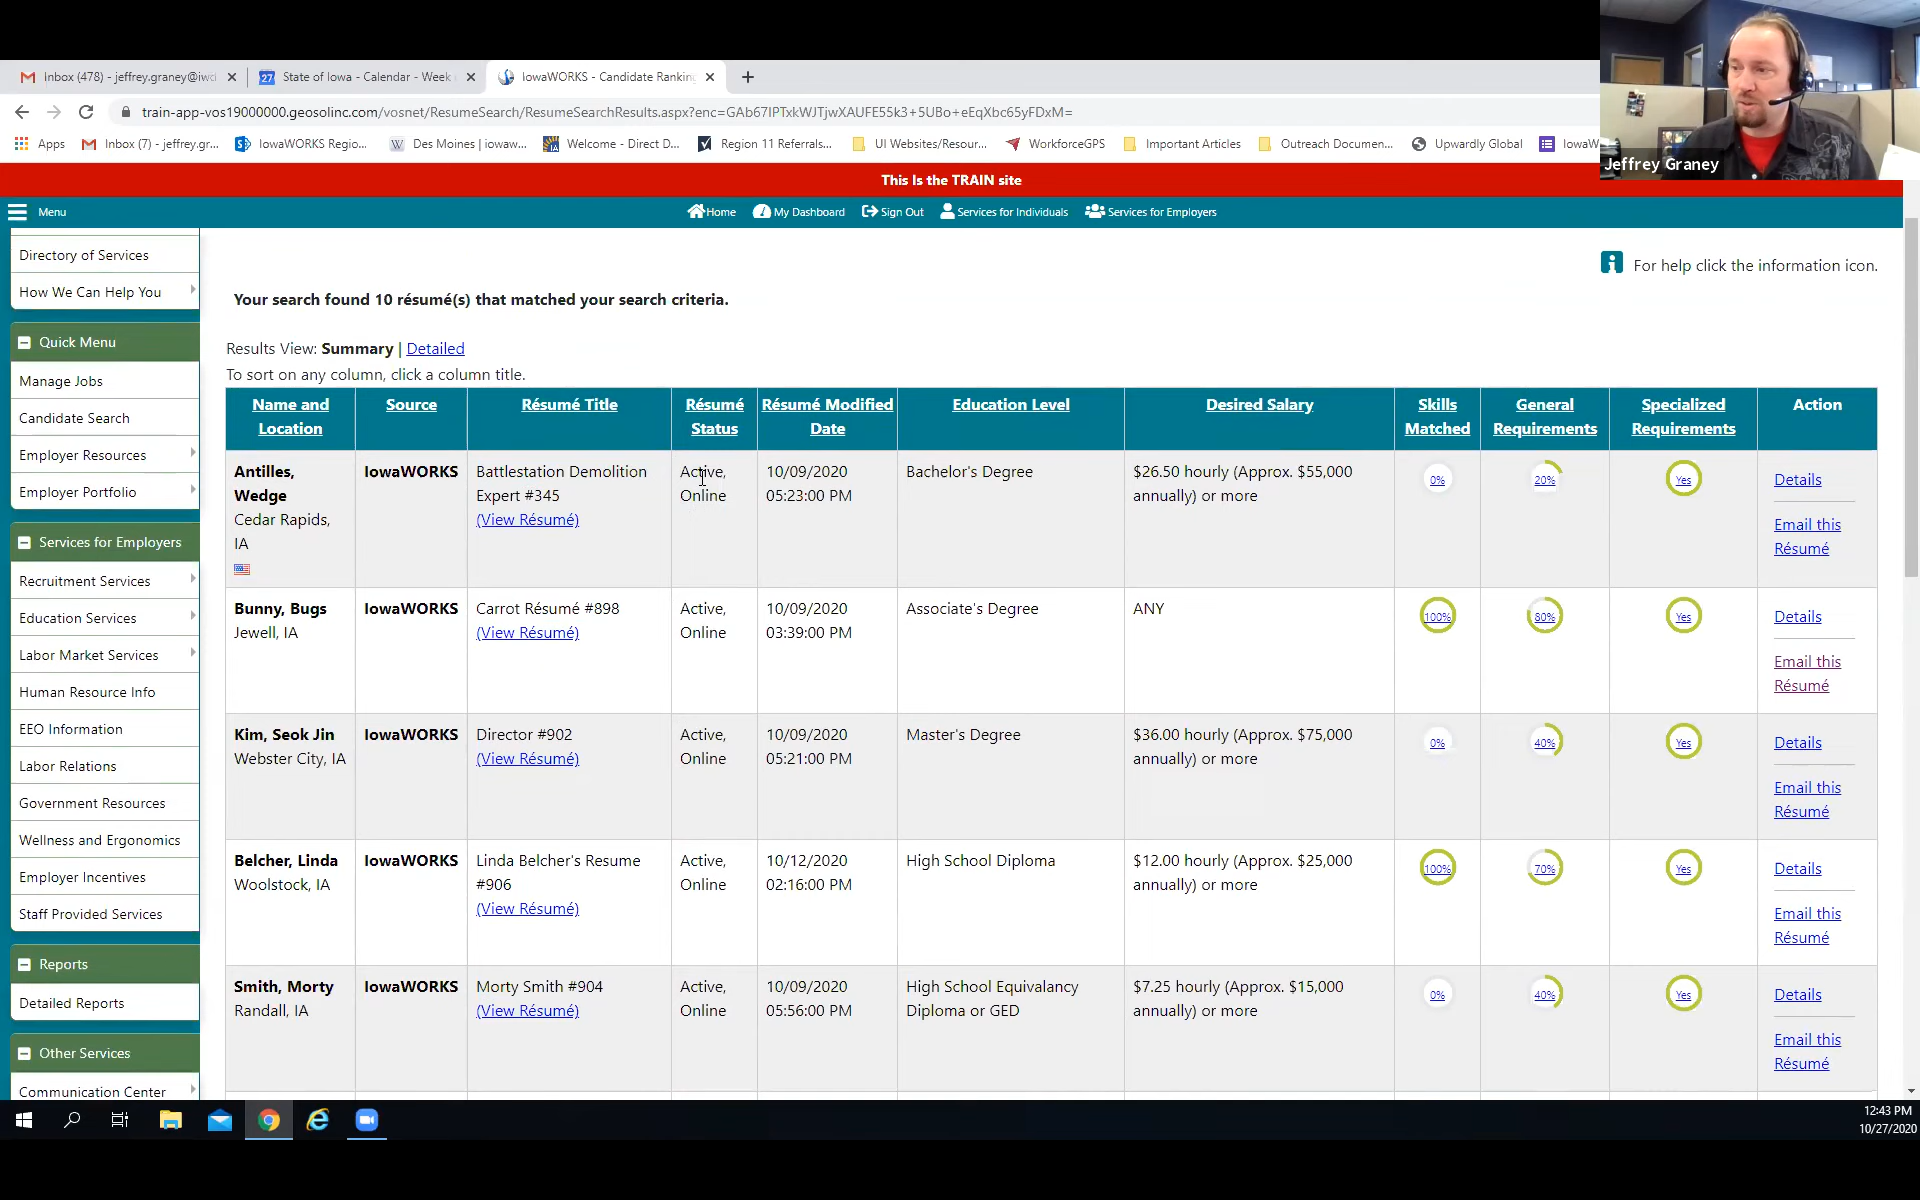 Inbox (478) - jeffrey.graney@iwd
State of Iowa - Calendar - Week
IowaWORKS - Candidate Ranking
train-app-vos19000000.geosolinc.com/vosnet/ResumeSearch/ResumeSearchResults.aspx?enc=GAb67IPTxkWJTjwXAUFE55k3+5UBo+eEqXbc65yFDxM=
Apps
Inbox (7) - jeffrey.gr...
IowaWORKS Regio...
Des Moines | iowaw...
Welcome - Direct D...
Region 11 Referrals...
UI Websites/Resour...
WorkforceGPS
Important Articles
Outreach Documen...
Upwardly Global
IowaW
Jeffrey Graney
This Is the TRAIN site
Menu
Home
My Dashboard
Sign Out
Services for Individuals
Services for Employers
Directory of Services
How We Can Help You
Quick Menu
Manage Jobs
Candidate Search
Employer Resources
Employer Portfolio
Services for Employers
Recruitment Services
Education Services
Labor Market Services
Human Resource Info
EEO Information
Labor Relations
Government Resources
Wellness and Ergonomics
Employer Incentives
Staff Provided Services
Reports
Detailed Reports
Other Services
Communication Center
For help click the information icon.
Your search found 10 résumé(s) that matched your search criteria.
Results View: Summary | Detailed
To sort on any column, click a column title.
Name and Location
Source
Résumé Title
Résumé Status
Résumé Modified Date
Education Level
Desired Salary
Skills Matched
General Requirements
Specialized Requirements
Action
Antilles,
Wedge
Cedar Rapids,
IA
IowaWORKS
Battlestation Demolition
Expert #345
(View Résumé)
Active,
Online
10/09/2020
05:23:00 PM
Bachelor's Degree
$26.50 hourly (Approx. $55,000
annually) or more
0%
20%
Yes
Details
Email this
Résumé
Bunny, Bugs
Jewell, IA
IowaWORKS
Carrot Résumé #898
(View Résumé)
Active,
Online
10/09/2020
03:39:00 PM
Associate's Degree
ANY
100%
80%
Yes
Details
Email this
Résumé
Kim, Seok Jin
Webster City, IA
IowaWORKS
Director #902
(View Résumé)
Active,
Online
10/09/2020
05:21:00 PM
Master's Degree
$36.00 hourly (Approx. $75,000
annually) or more
0%
40%
Yes
Details
Email this
Résumé
Belcher, Linda
Woolstock, IA
IowaWORKS
Linda Belcher's Resume
#906
(View Résumé)
Active,
Online
10/12/2020
02:16:00 PM
High School Diploma
$12.00 hourly (Approx. $25,000
annually) or more
100%
70%
Yes
Details
Email this
Résumé
Smith, Morty
Randall, IA
IowaWORKS
Morty Smith #904
(View Résumé)
Active,
Online
10/09/2020
05:56:00 PM
High School Equivalancy
Diploma or GED
$7.25 hourly (Approx. $15,000
annually) or more
0%
40%
Yes
Details
Email this
Résumé
12:43 PM
10/27/2020